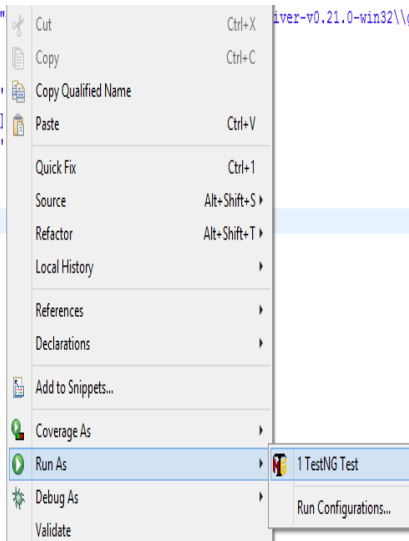 Cut Ctrl+X
iver-v0.21.0-win32\\g
Copy Ctrl+C
Copy Qualified Name
Paste Ctrl+V
Quick Fix Ctrl+1
Source Alt+Shift+S
Refactor Alt+Shift+T
Local History
References
Declarations
Add to Snippets...
Coverage As
Run As
1 TestNG Test
Debug As
Run Configurations...
Validate